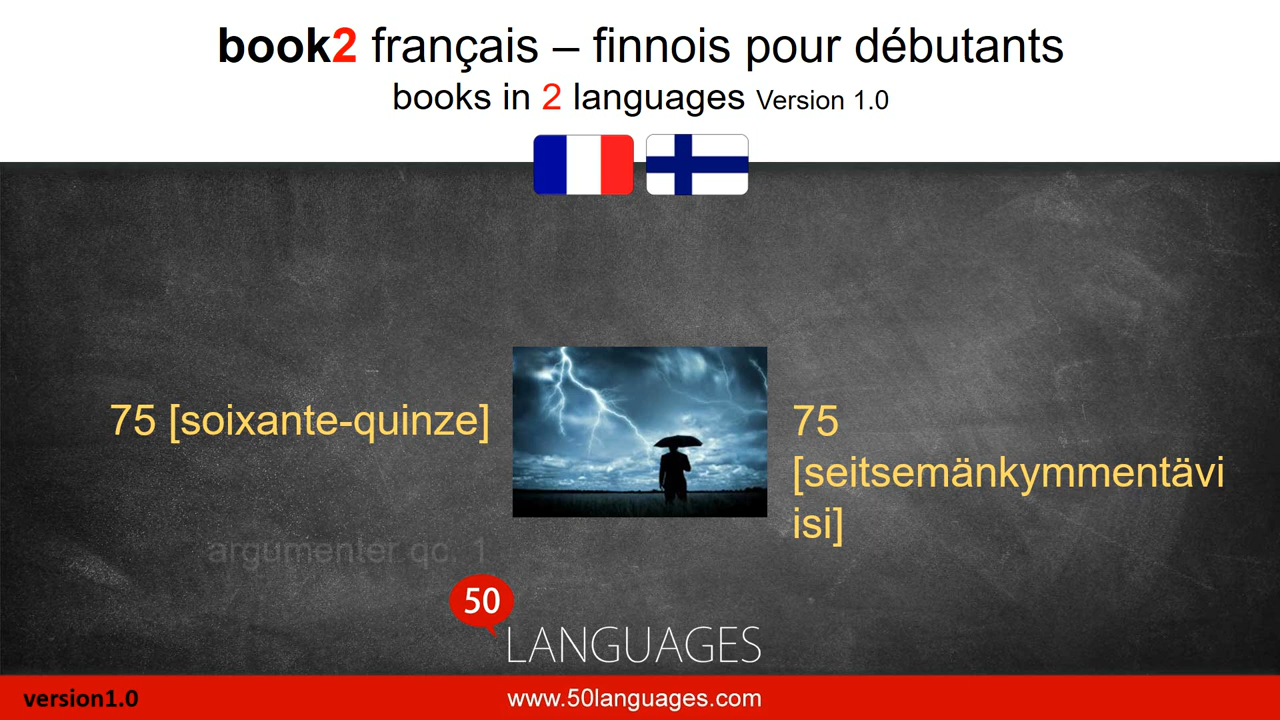 book2 français – finnois pour débutants
books in 2 languages Version 1.0
75 [soixante-quinze]
75
[seitsemänkymmentävi
isi]
argumenter qc. 1
50
LANGUAGES
version1.0
www.50languages.com